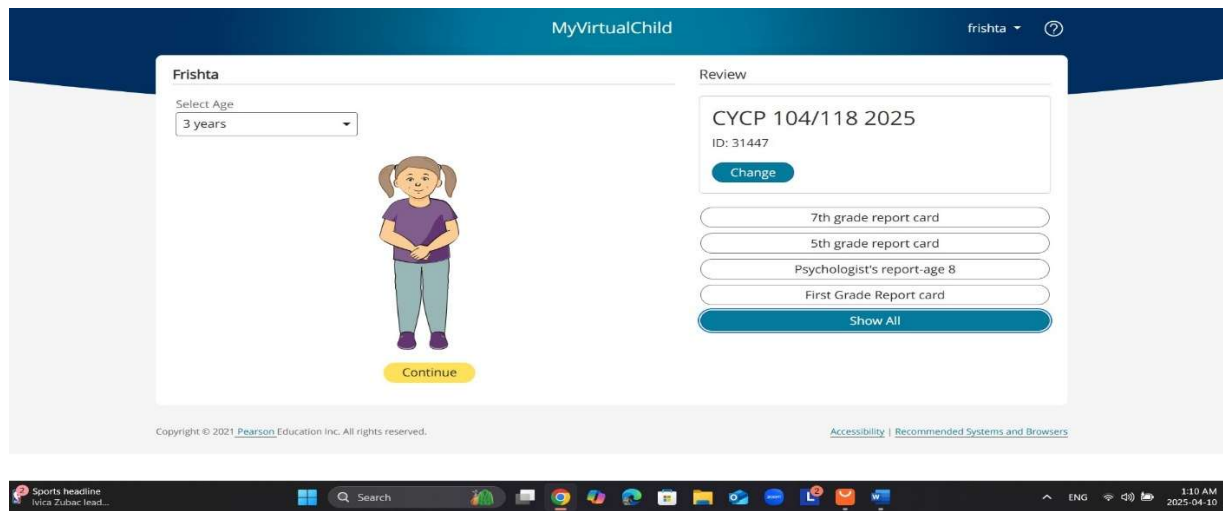 MyVirtualChild
frishta
Frishta
Select Age
3 years
Continue
Review
CYCP 104/118 2025
ID: 31447
Change
7th grade report card
5th grade report card
Psychologist's report-age 8
First Grade Report card
Show All
Copyright © 2021 Pearson Education Inc. All rights reserved.
Accessibility | Recommended Systems and Browsers
2
Sports headline
Ivica Zubac lead...
Search
2
ENG
1:10 AM
2025-04-10